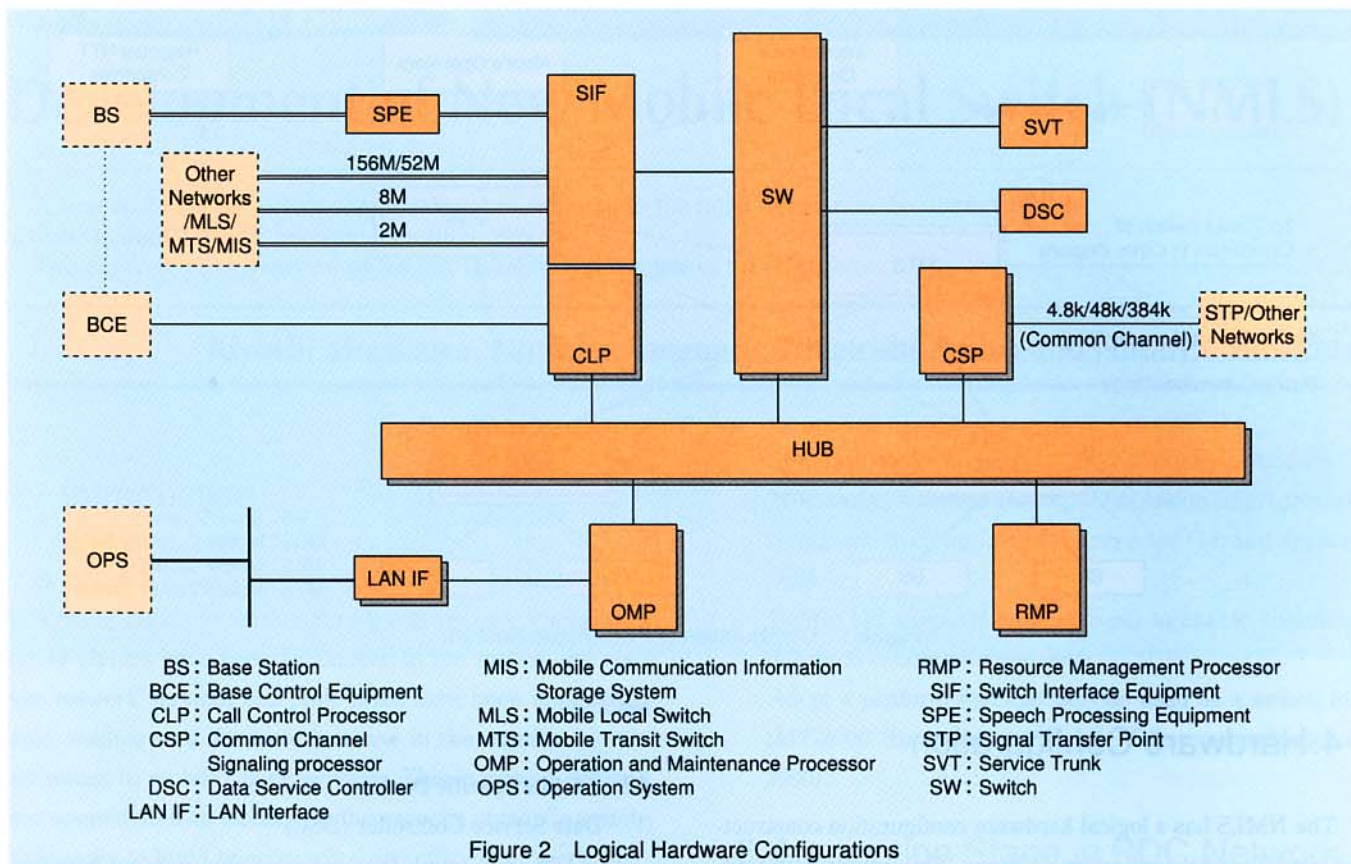 BS
SPE
SIF
SW
SVT
DSC
156M/52M
8M
2M
Other
Networks
/MLS/
MTS/MIS
BCE
CLP
CSP
4.8k/48k/384k
(Common Channel)
STP/Other
Networks
HUB
OPS
LAN IF
OMP
RMP
BS : Base Station
BCE : Base Control Equipment
CLP : Call Control Processor
CSP : Common Channel
Signaling processor
DSC : Data Service Controller
LAN IF : LAN Interface
MIS : Mobile Communication Information
Storage System
MLS : Mobile Local Switch
MTS : Mobile Transit Switch
OMP : Operation and Maintenance Processor
OPS : Operation System
RMP : Resource Management Processor
SIF : Switch Interface Equipment
SPE : Speech Processing Equipment
STP : Signal Transfer Point
SVT : Service Trunk
SW : Switch
Figure 2 Logical Hardware Configurations